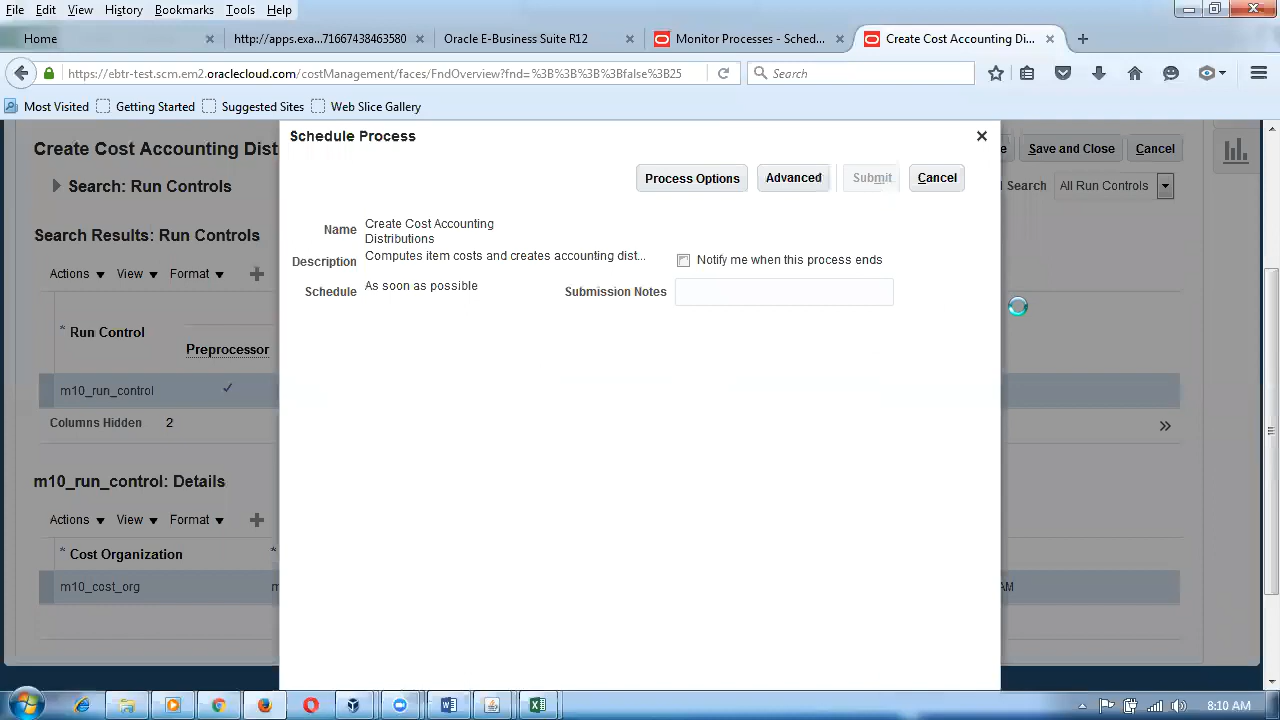 File Edit View History Bookmarks Tools Help
Home http://apps.exa...71667438463580 Oracle E-Business Suite R12 Monitor Processes - Sched... Create Cost Accounting Di...
https://ebtr-test.scm.em2.oraclecloud.com/costManagement/faces/FndOverview?fnd=%3B%3B%3B%3Bfalse%3B25 Search
Most Visited Getting Started Suggested Sites Web Slice Gallery
Schedule Process
Create Cost Accounting Dist Save and Close Cancel
Process Options Advanced Submit Cancel
Search: Run Controls Search All Run Controls
Name Create Cost Accounting
Distributions
Search Results: Run Controls
Description Computes item costs and creates accounting dist... Notify me when this process ends
Actions View Format
Schedule As soon as possible Submission Notes
* Run Control
Preprocessor
m10_run_control
Columns Hidden 2
m10_run_control: Details
Actions View Format
* Cost Organization *
m10_cost_org m AM
8:10 AM